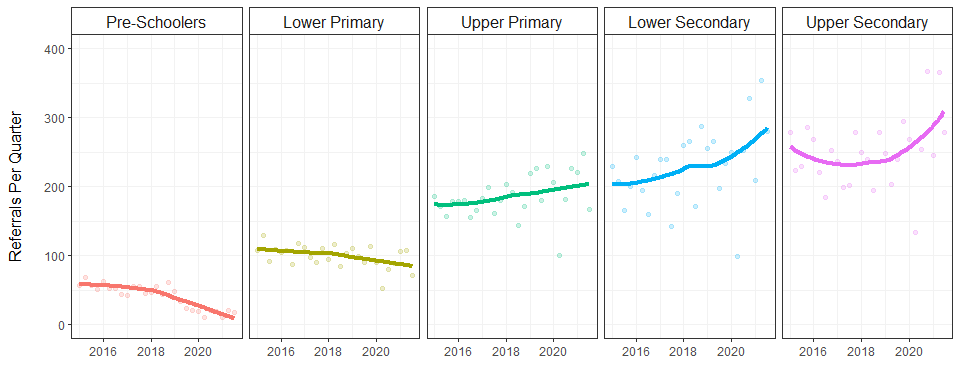 Pre-Schoolers Lower Primary Upper Primary Lower Secondary Upper Secondary
Referrals Per Quarter
400
300
200
100
0
2016 2018 2020 2016 2018 2020 2016 2018 2020 2016 2018 2020 2016 2018 2020